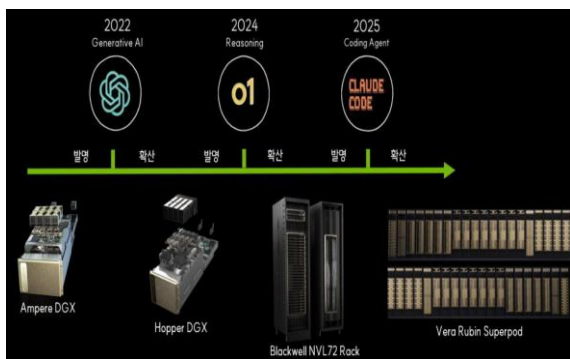 2022
Generative AI
2024
Reasoning
2025
Coding Agent
o1
CLAUDE
CODE
발명
확산
발명
확산
발명
확산
Ampere DGX
Hopper DGX
Blackwell NVL72 Rack
Vera Rubin Superpod